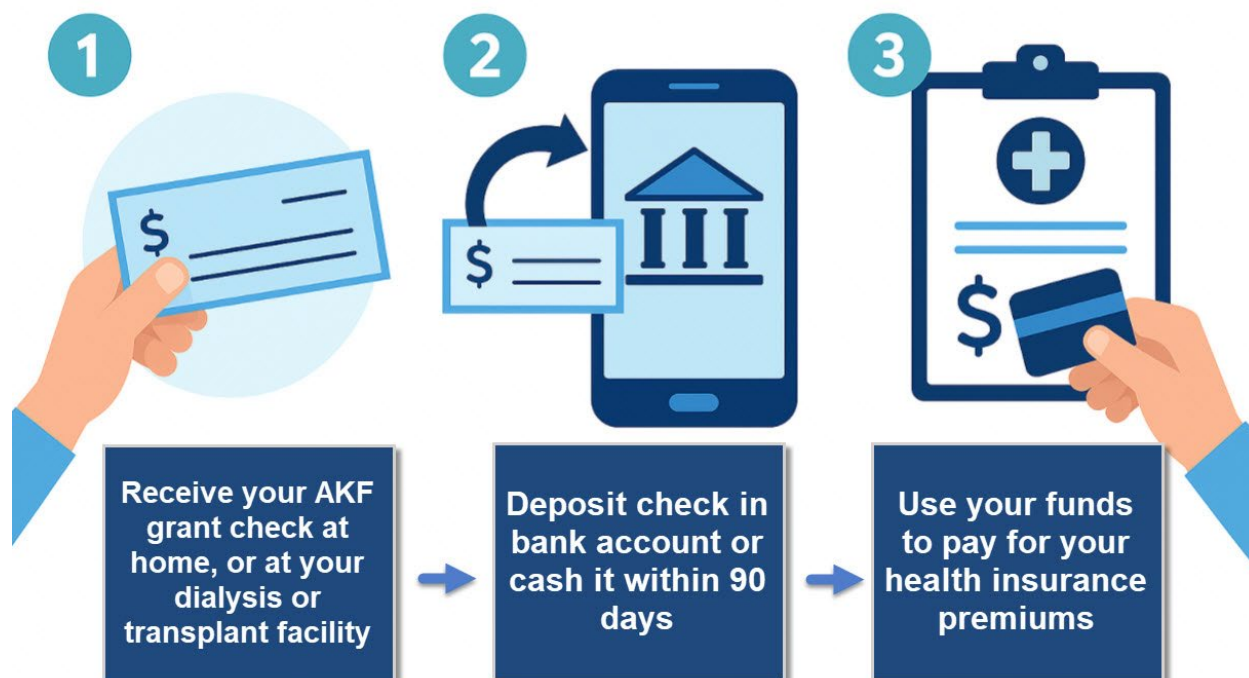 1
2
3
$
$
$
Receive your AKF
grant check at
home, or at your
dialysis or
transplant facility
Deposit check in
bank account or
cash it within 90
days
Use your funds
to pay for your
health insurance
premiums